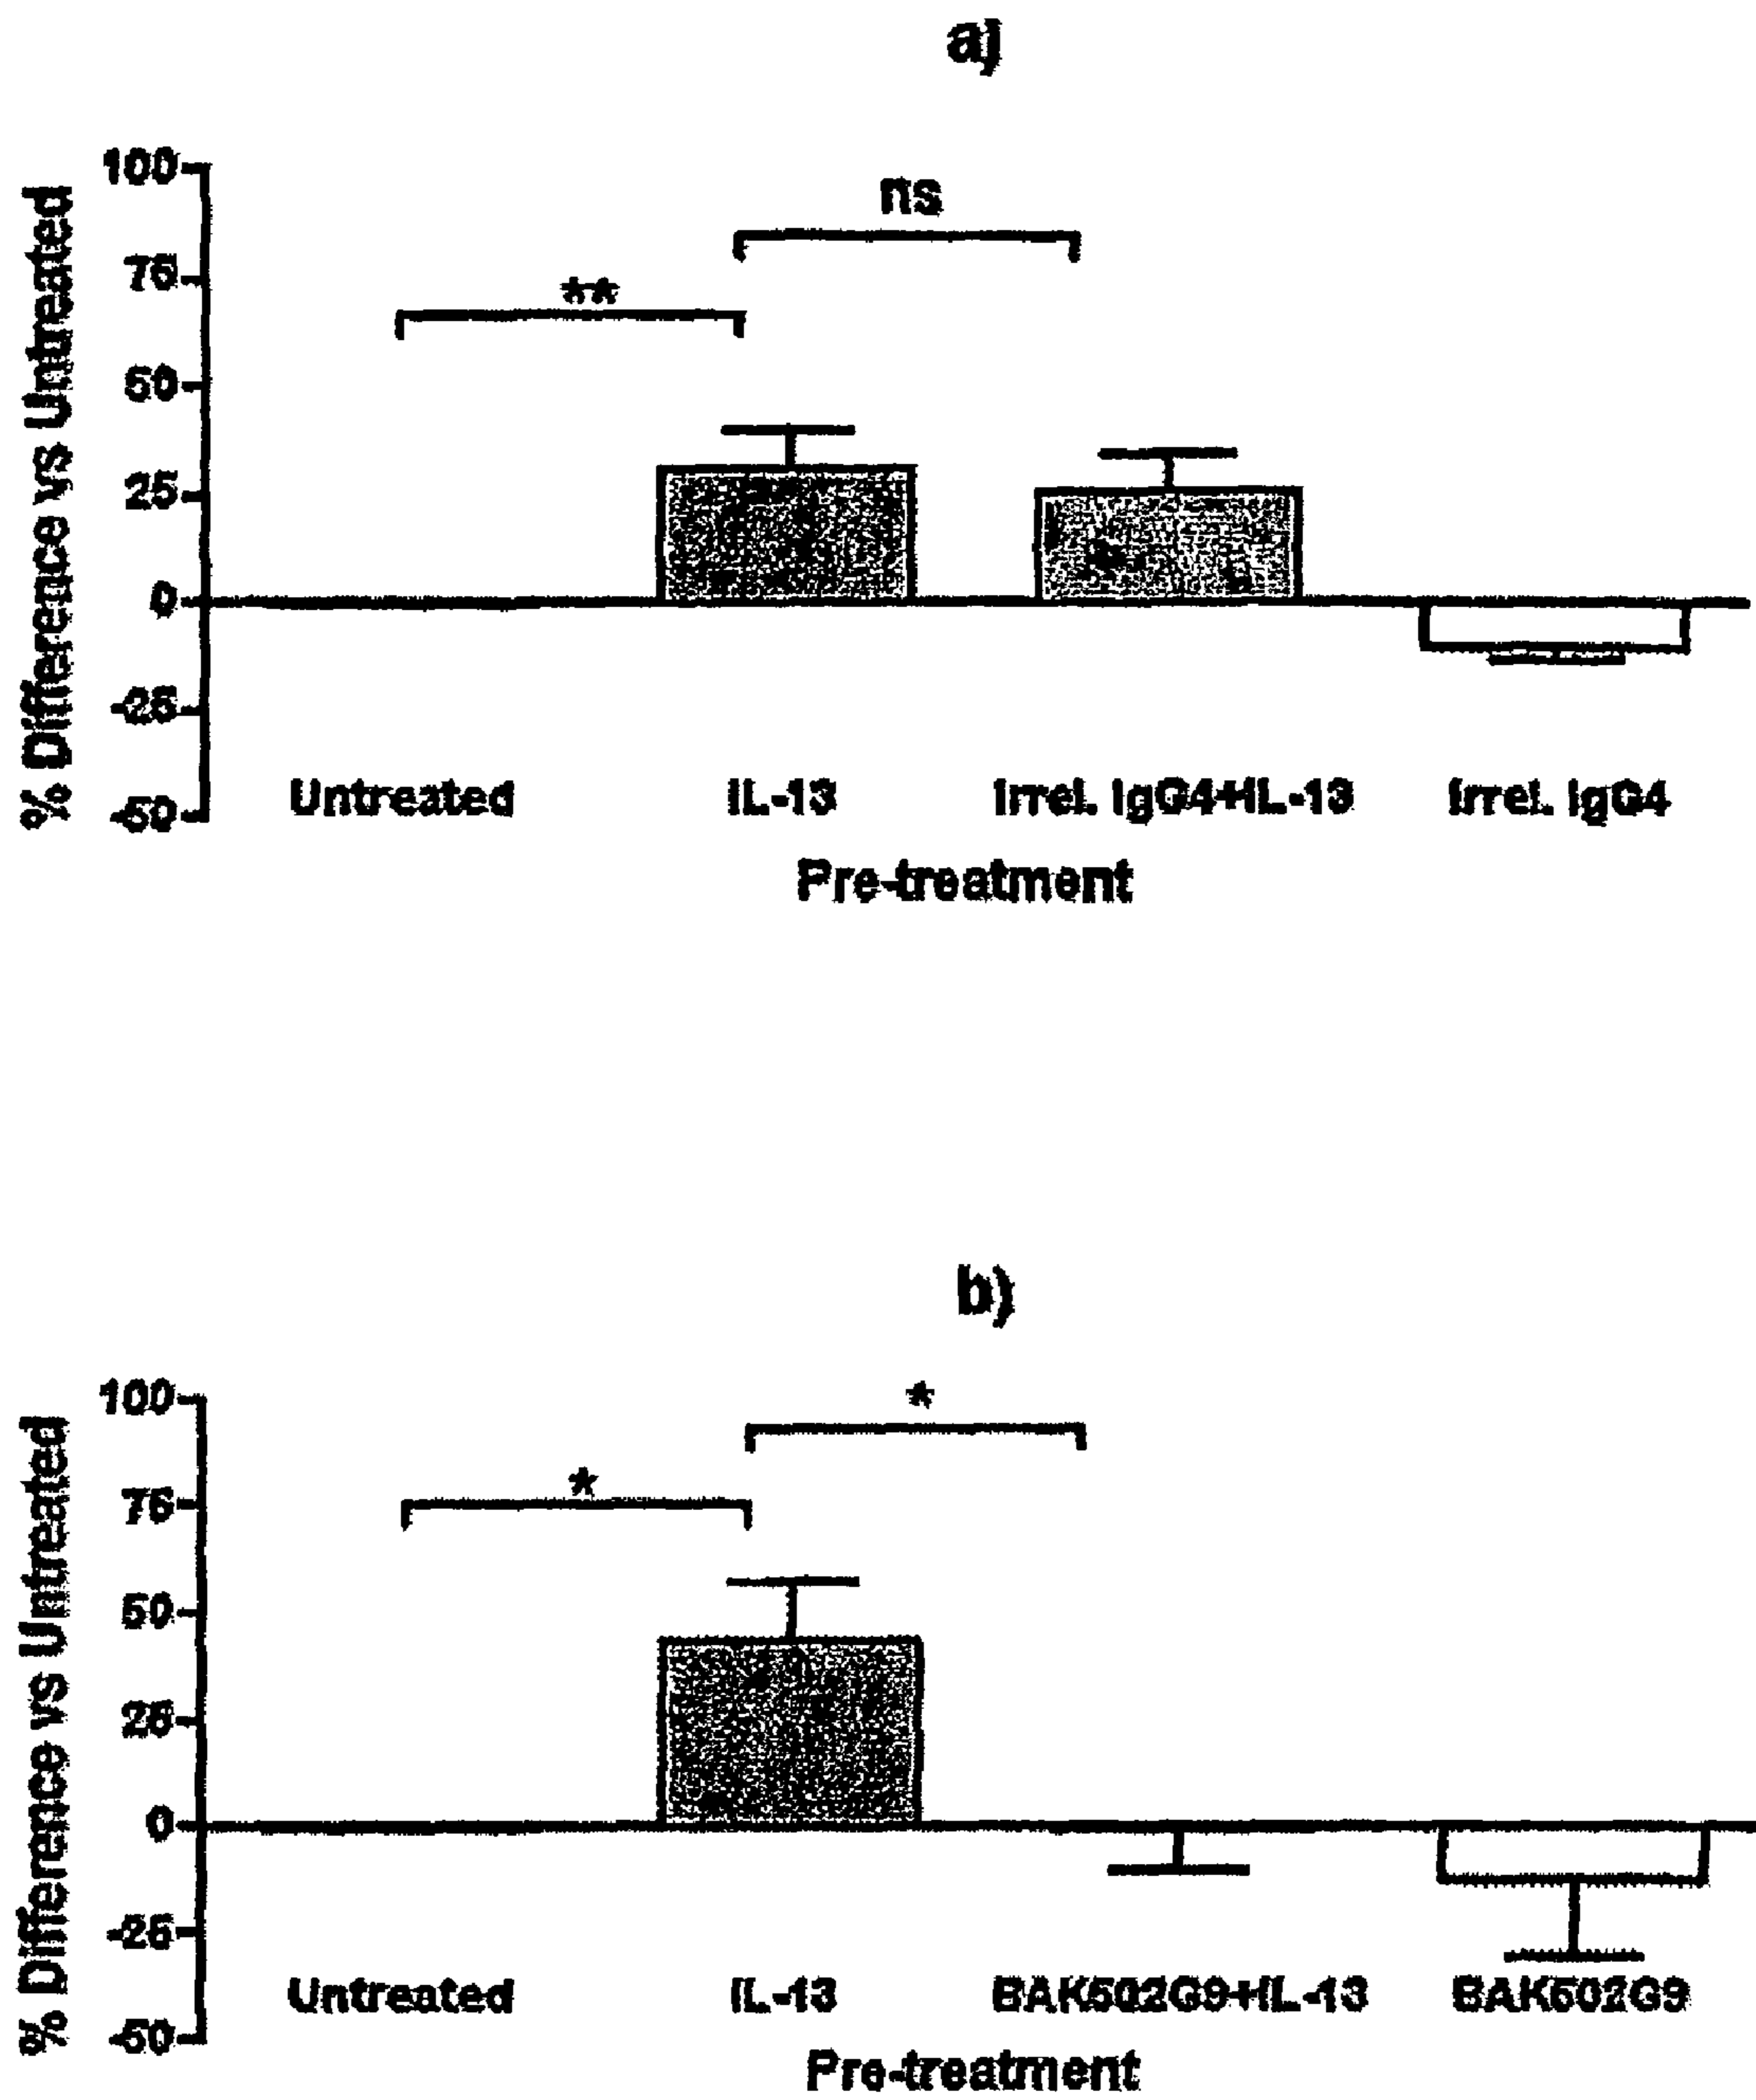 a)
% Difference vs Untreated
100
75
50
25
0
-25
-50
ns
**
Untreated IL-13 Irrel. IgG4+IL-13 Irrel. IgG4
Pre-treatment
b)
% Difference vs Untreated
100
75
50
25
0
-25
-50
*
*
Untreated IL-13 BAK502G9+IL-13 BAK502G9
Pre-treatment